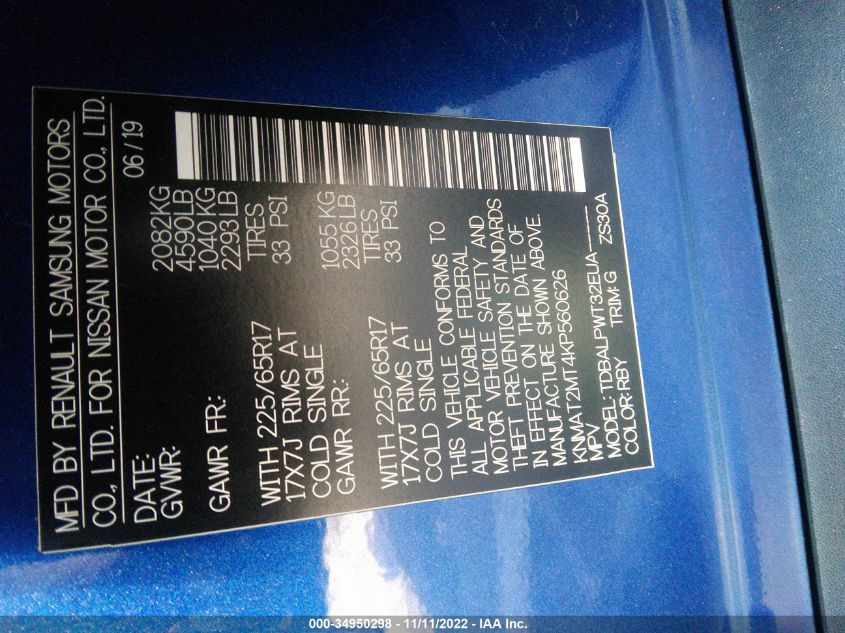 MFD BY RENAULT SAMSUNG MOTORS
CO., LTD. FOR NISSAN MOTOR CO., LTD.
DATE: 06/19
GVWR: 2082KG
4590LB
GAWR FR: 1040KG
2293LB
WITH 225/65R17 TIRES
17X7J RIMS AT 33 PSI
COLD SINGLE
GAWR RR: 1055KG
2326LB
WITH 225/65R17 TIRES
17X7J RIMS AT 33 PSI
COLD SINGLE
THIS VEHICLE CONFORMS TO
ALL APPLICABLE FEDERAL
MOTOR VEHICLE SAFETY AND
THEFT PREVENTION STANDARDS
IN EFFECT ON THE DATE OF
MANUFACTURE SHOWN ABOVE.
KNMAT2MT4KP560626
MPV
MODEL: TDBALPWT32EUA-----
COLOR: RBY TRIM: G ZS30A
000-34950298 - 11/11/2022 - IAA Inc.